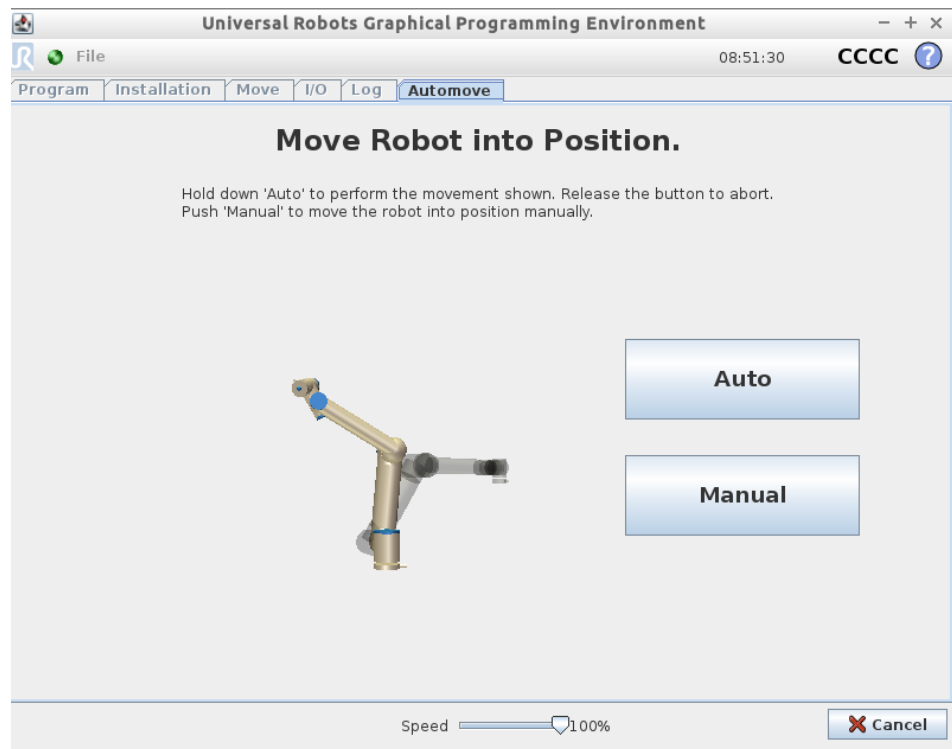 Universal Robots Graphical Programming Environment
File 08:51:30 CCCC ?
Program Installation Move I/O Log Automove
Move Robot into Position.
Hold down 'Auto' to perform the movement shown. Release the button to abort.
Push 'Manual' to move the robot into position manually.
Auto
Manual
Speed 100% Cancel